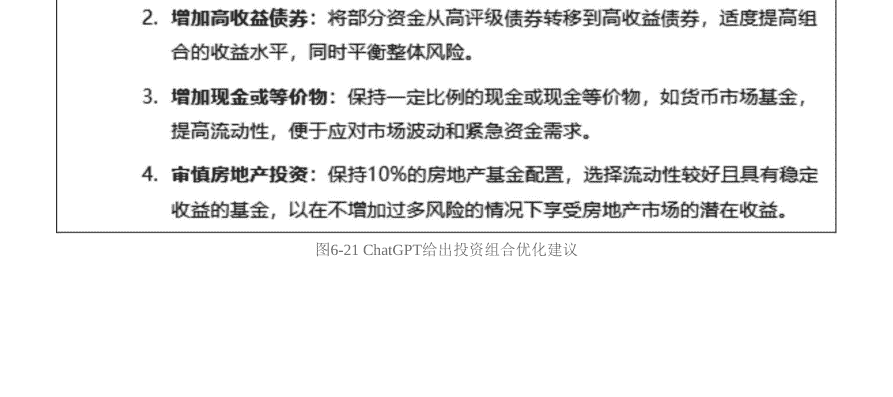 2. 增加高收益债券：将部分资金从高评级债券转移到高收益债券，适度提高组
合的收益水平，同时平衡整体风险。
3. 增加现金或等价物：保持一定比例的现金或现金等价物，如货币市场基金，
提高流动性，便于应对市场波动和紧急资金需求。
4. 审慎房地产投资：保持10%的房地产基金配置，选择流动性较好且具有稳定
收益的基金，以在不增加过多风险的情况下享受房地产市场的潜在收益。
图6-21 ChatGPT给出投资组合优化建议